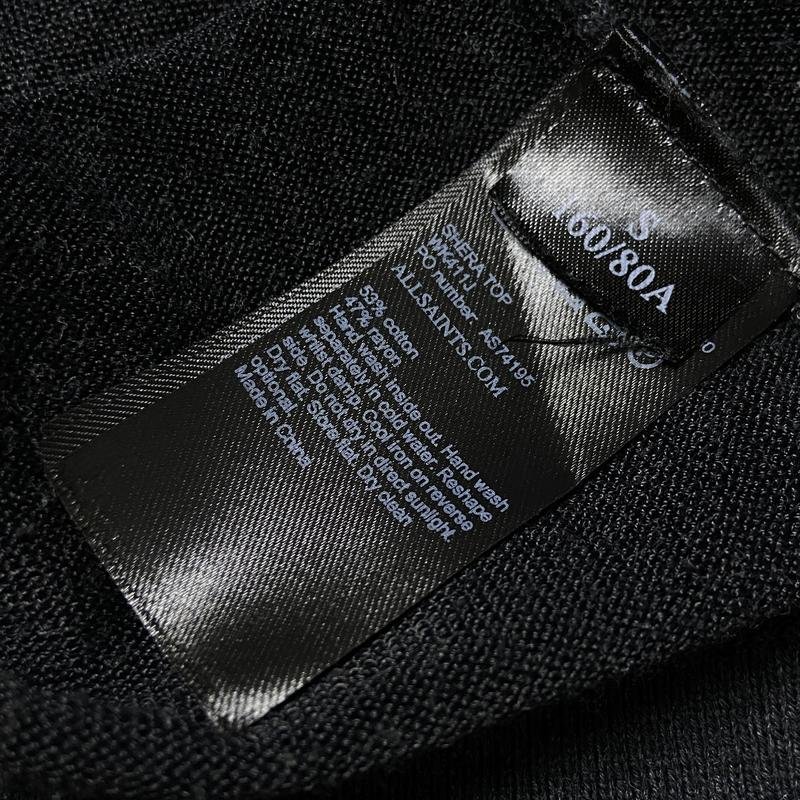 S
160/80A
0
SHERA TOP
WK411J
PO number. AS74195
ALLSAINTS.COM
53% cotton
47% rayon
Hand wash inside out. Hand wash
separately in cold water. Reshape
whilst damp. Cool iron on reverse
side. Do not dry in direct sunlight.
Dry flat. Store flat. Dry clean
optional.
Made in China